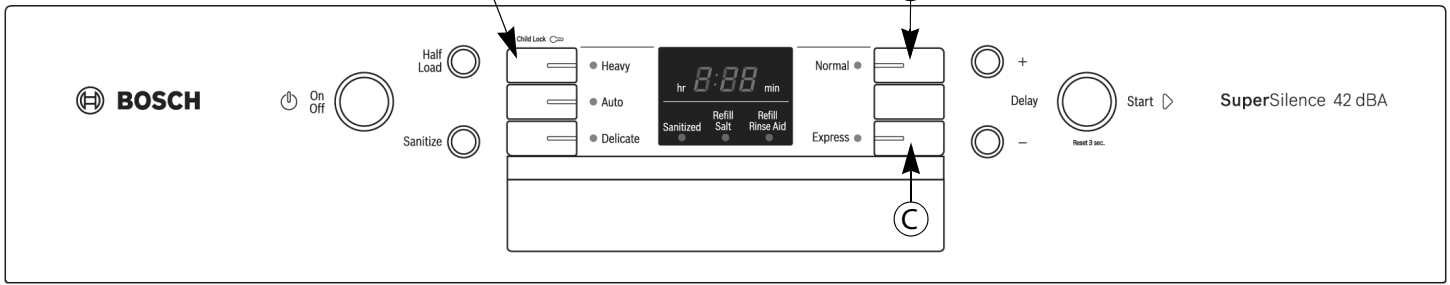 BOSCH
On
Off
Half
Load
Sanitize
Child Lock
Heavy
Auto
Delicate
8:88
hr
min
Sanitized
Refill
Salt
Refill
Rinse Aid
Normal
Express
C
+
Delay
−
Start
Reset 3 sec.
SuperSilence 42 dBA